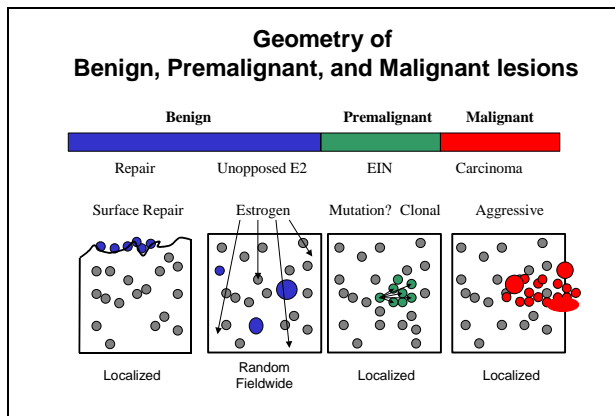 Geometry of
Benign, Premalignant, and Malignant lesions
Benign Premalignant Malignant
Repair Unopposed E2 EIN Carcinoma
Surface Repair Estrogen Mutation? Clonal Aggressive
Localized Random Localized Localized
Fieldwide